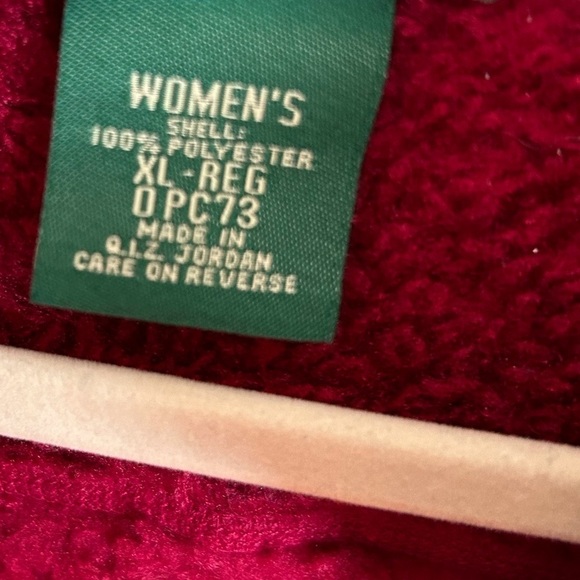 WOMEN'S
SHELL:
100% POLYESTER
XL-REG
0PC73
MADE IN
Q.I.Z. JORDAN
CARE ON REVERSE